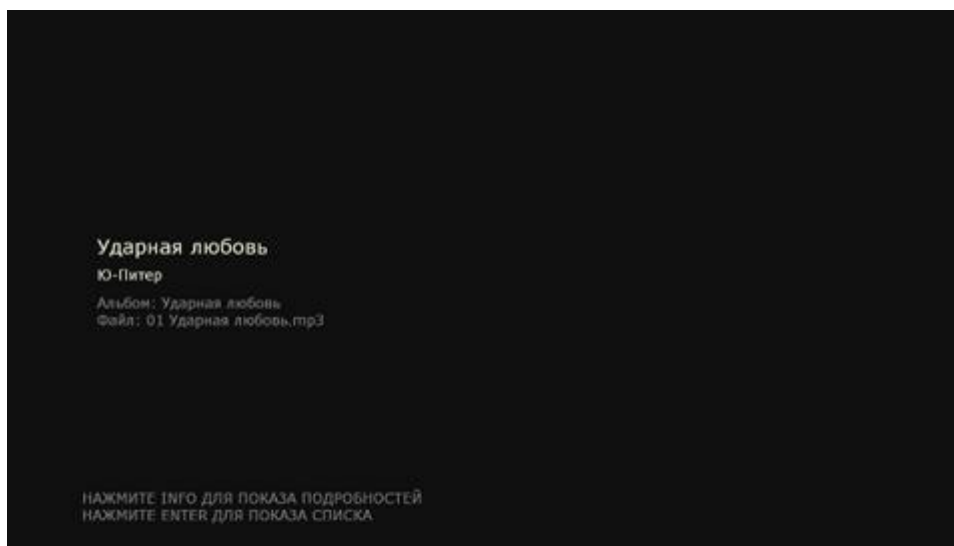 Ударная любовь
Ю-Питер
Альбом: Ударная любовь
Файл: 01 Ударная любовь.mp3
НАЖМИТЕ INFO ДЛЯ ПОКАЗА ПОДРОБНОСТЕЙ
НАЖМИТЕ ENTER ДЛЯ ПОКАЗА СПИСКА